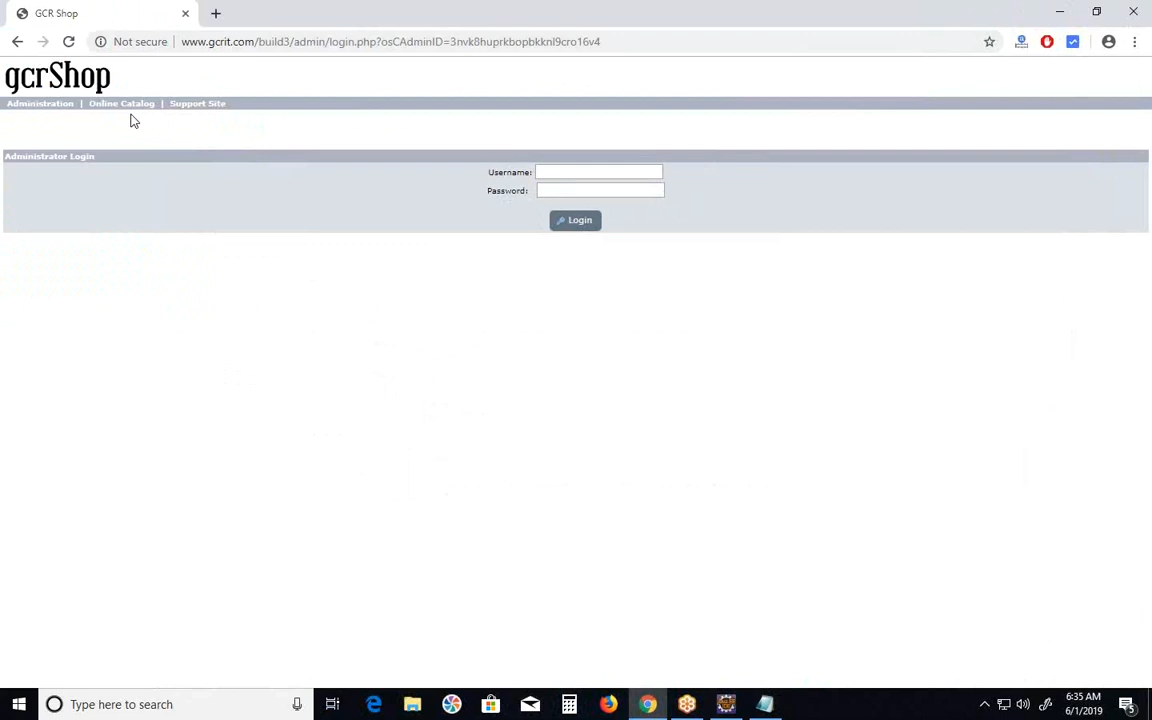 GCR Shop
Not secure | www.gcrit.com/build3/admin/login.php?osCAdminID=3nvk8huprkbopbkknl9cro16v4
gcrShop
Administration | Online Catalog | Support Site
Administrator Login
Username:
Password:
Login
Type here to search
6:35 AM
6/1/2019
5